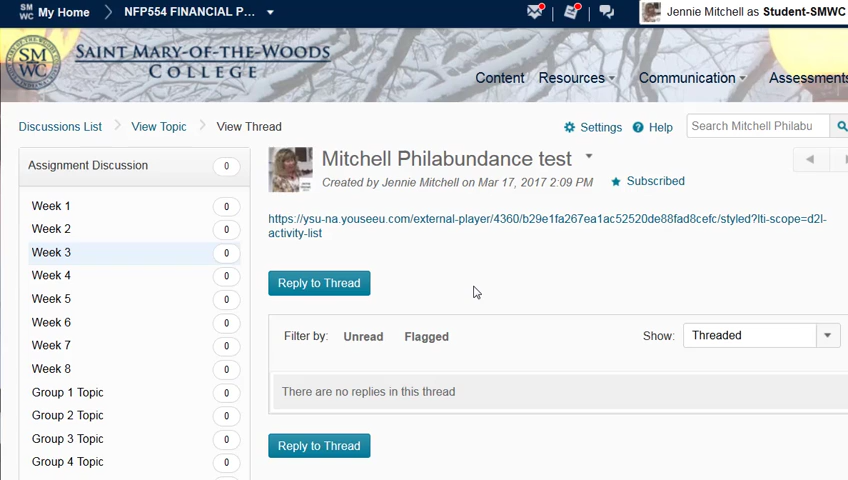 SM WC My Home NFP554 FINANCIAL P... Jennie Mitchell as Student-SMWC
SM WC SAINT MARY-OF-THE-WOODS
COLLEGE
Content Resources Communication Assessments
Discussions List View Topic View Thread Settings Help Search Mitchell Philabu
Assignment Discussion 0
Week 1 0
Week 2 0
Week 3 0
Week 4 0
Week 5 0
Week 6 0
Week 7 0
Week 8 0
Group 1 Topic 0
Group 2 Topic 0
Group 3 Topic 0
Group 4 Topic 0
Mitchell Philabundance test
Created by Jennie Mitchell on Mar 17, 2017 2:09 PM Subscribed
https://ysu-na.youseeu.com/external-player/4360/b29e1fa267ea1ac52520de88fad8cefc/styled?lti-scope=d2l-
activity-list
Reply to Thread
Filter by: Unread Flagged Show: Threaded
There are no replies in this thread
Reply to Thread